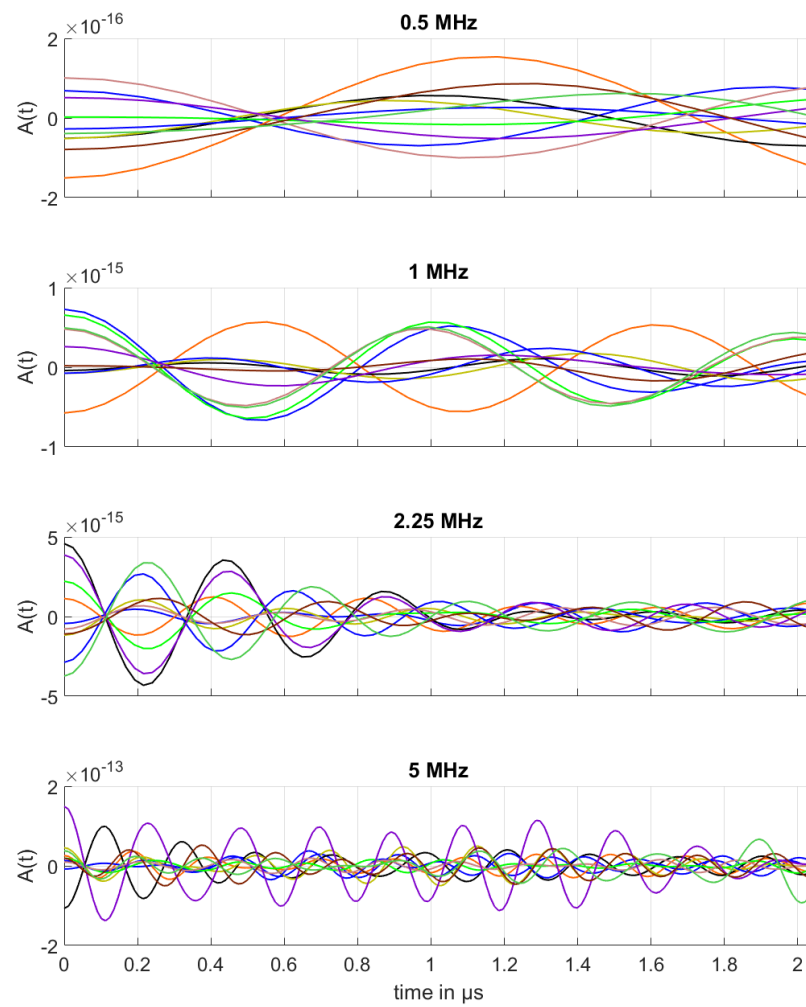 0.5 MHz
×10-16
2
0
-2
A(t)
1 MHz
×10-15
1
0
-1
A(t)
2.25 MHz
×10-15
5
0
-5
A(t)
5 MHz
×10-13
2
0
-2
A(t)
0 0.2 0.4 0.6 0.8 1 1.2 1.4 1.6 1.8 2
time in µs